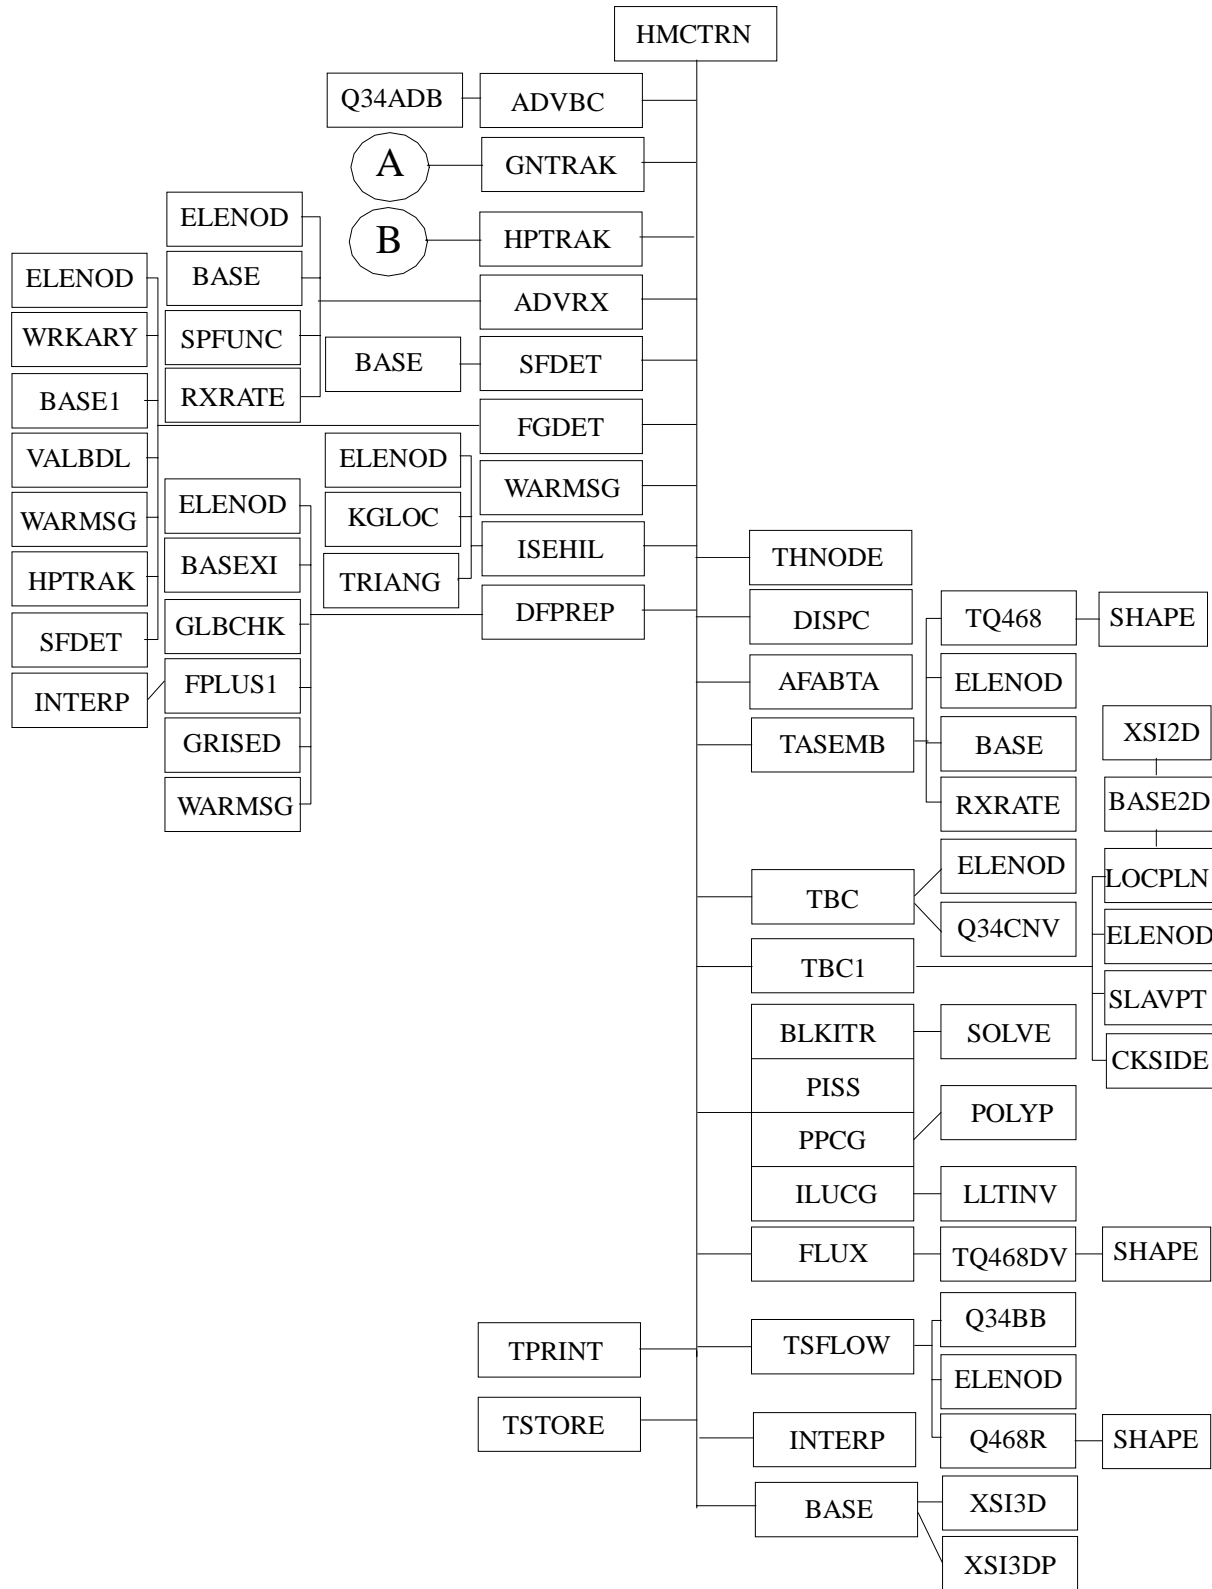 HMCTRN
Q34ADB
ADVBC
A
GNTRAK
B
HPTRAK
ELENOD
BASE
SPFUNC
RXRATE
ADVRX
BASE
SFDET
ELENOD
WRKARY
BASE1
VALBDL
WARMSG
HPTRAK
SFDET
FGDET
WARMSG
ELENOD
KGLOC
TRIANG
ISEHIL
ELENOD
BASEXI
GLBCHK
INTERP
FPLUS1
GRISED
WARMSG
DFPREP
THNODE
DISPC
AFABTA
TASEMB
TQ468
SHAPE
ELENOD
BASE
RXRATE
XSI2D
BASE2D
LOCPLN
ELENOD
SLAVPT
CKSIDE
TBC
ELENOD
Q34CNV
TBC1
BLKITR
SOLVE
PISS
PPCG
POLYP
ILUCG
LLTINV
FLUX
TQ468DV
SHAPE
TPRINT
TSFLOW
Q34BB
ELENOD
Q468R
SHAPE
TSTORE
INTERP
BASE
XSI3D
XSI3DP